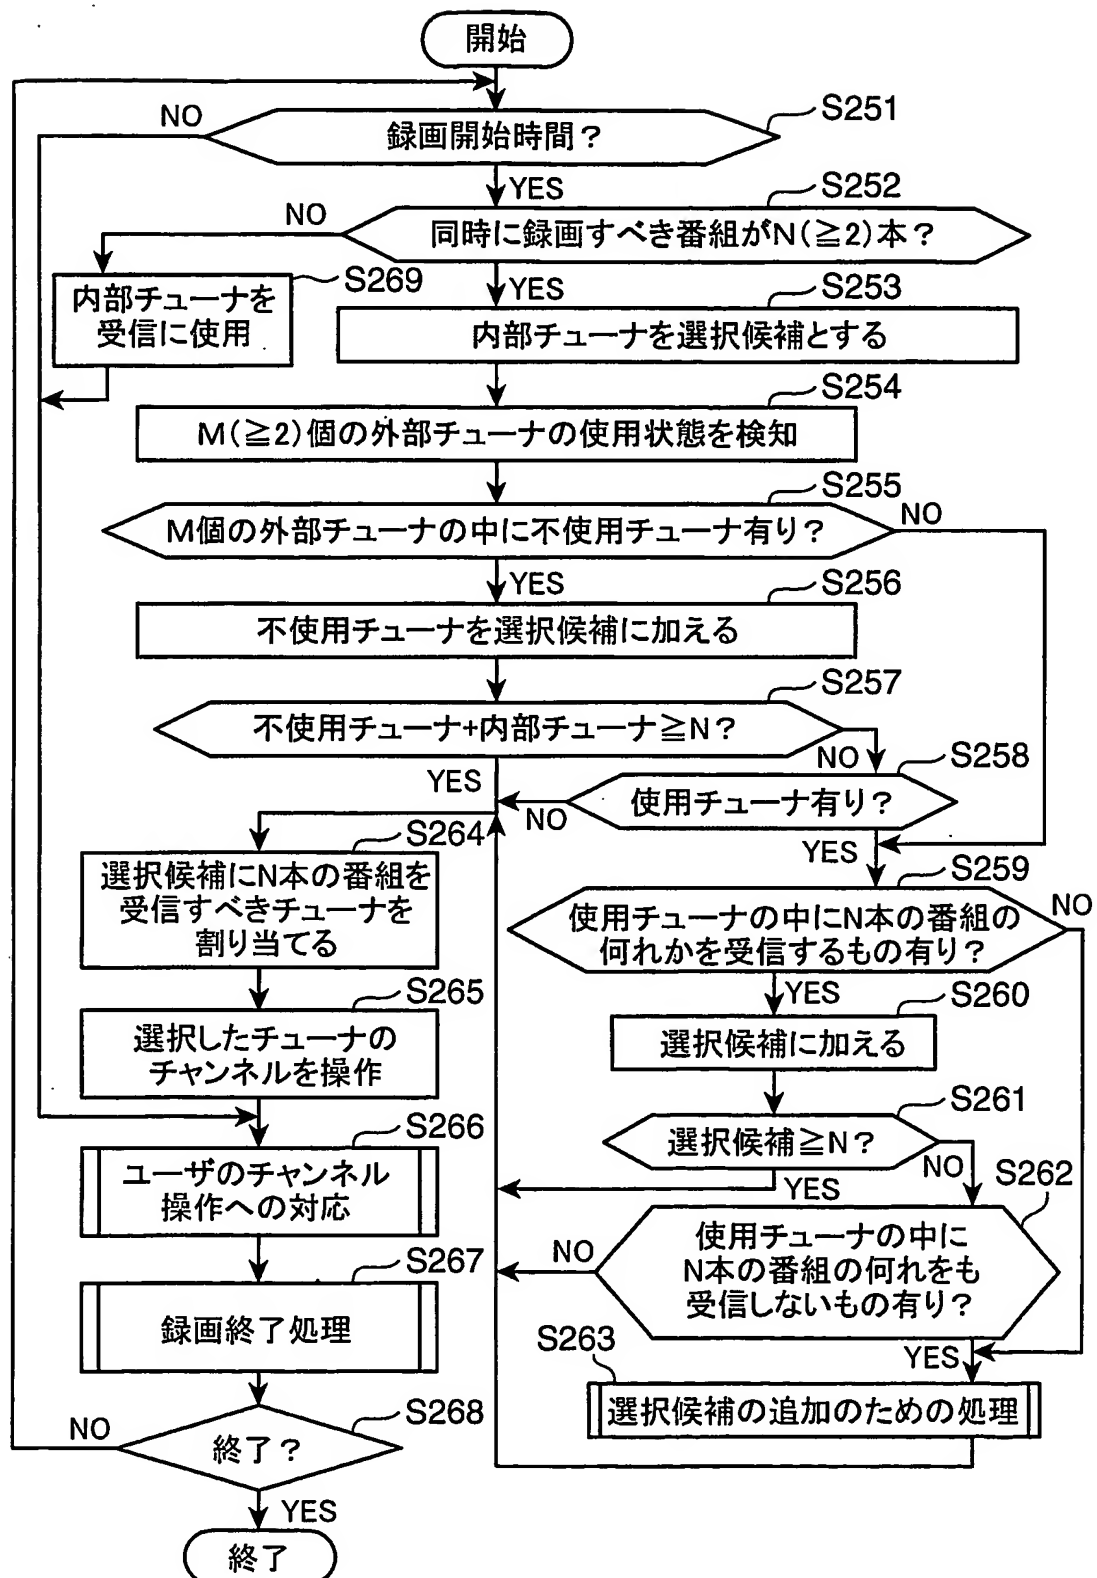 開始
NO
S251
録画開始時間?
YES
S252
NO
同時に録画すべき番組がN(≧2)本?
S269
YES
S253
内部チューナを
受信に使用
内部チューナを選択候補とする
S254
M(≧2)個の外部チューナの使用状態を検知
S255
M個の外部チューナの中に不使用チューナ有り?
NO
YES
S256
不使用チューナを選択候補に加える
S257
不使用チューナ+内部チューナ≧N?
NO
S258
YES
使用チューナ有り?
NO
S264
YES
S259
選択候補にN本の番組を
受信すべきチューナを
割り当てる
使用チューナの中にN本の番組の
何れかを受信するもの有り?
NO
S265
YES
S260
選択したチューナの
チャンネルを操作
選択候補に加える
S261
S266
選択候補≧N?
NO
S262
YES
ユーザのチャンネル
操作への対応
使用チューナの中に
N本の番組の何れをも
受信しないもの有り?
NO
S267
録画終了処理
S263
YES
選択候補の追加のための処理
S268
NO
終了?
YES
終了